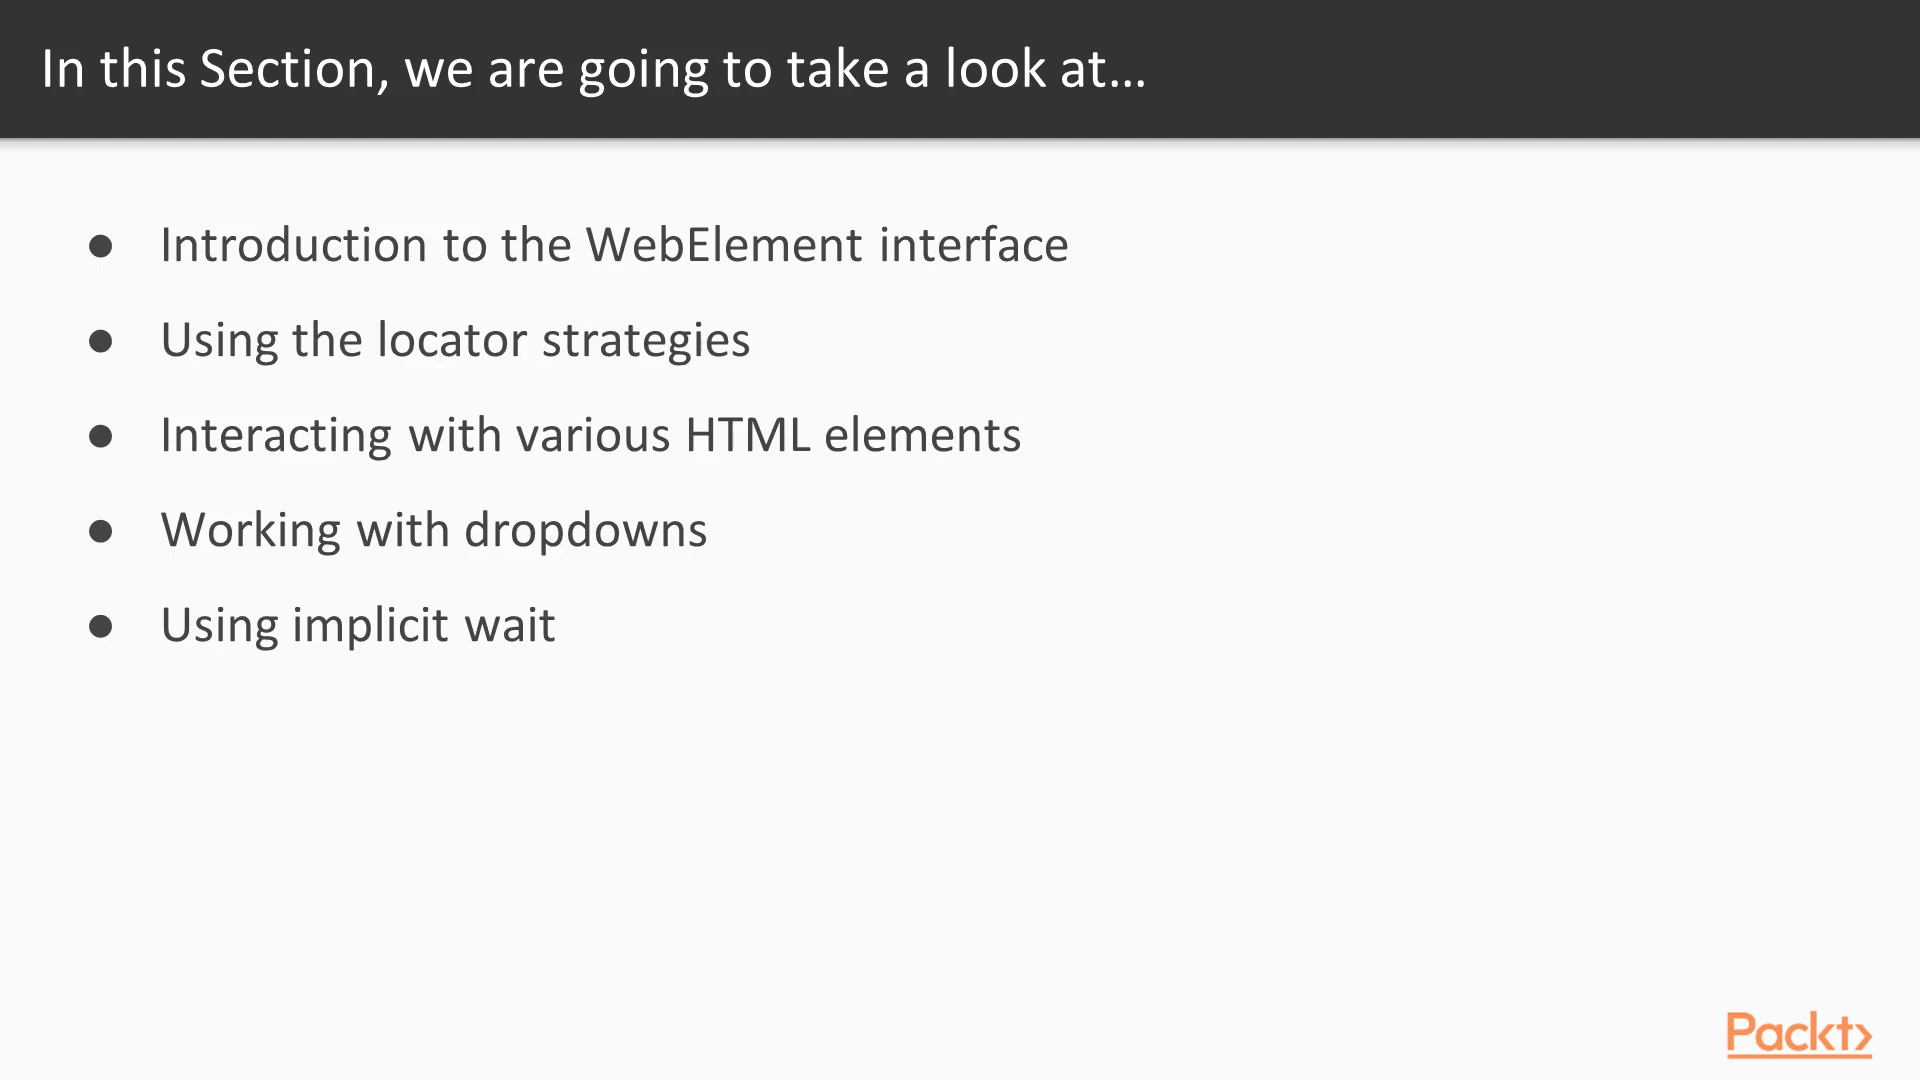 In this Section, we are going to take a look at...
● Introduction to the WebElement interface
● Using the locator strategies
● Interacting with various HTML elements
● Working with dropdowns
● Using implicit wait
Packt>